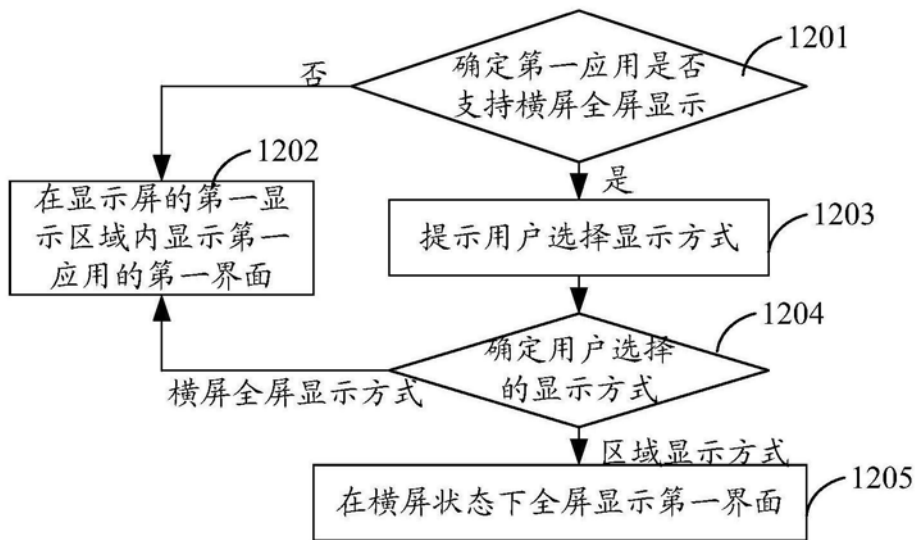 1201
确定第一应用是否
支持横屏全屏显示
否
1202
在显示屏的第一显
示区域内显示第一
应用的第一界面
是
1203
提示用户选择显示方式
1204
确定用户选择
的显示方式
横屏全屏显示方式
区域显示方式
1205
在横屏状态下全屏显示第一界面